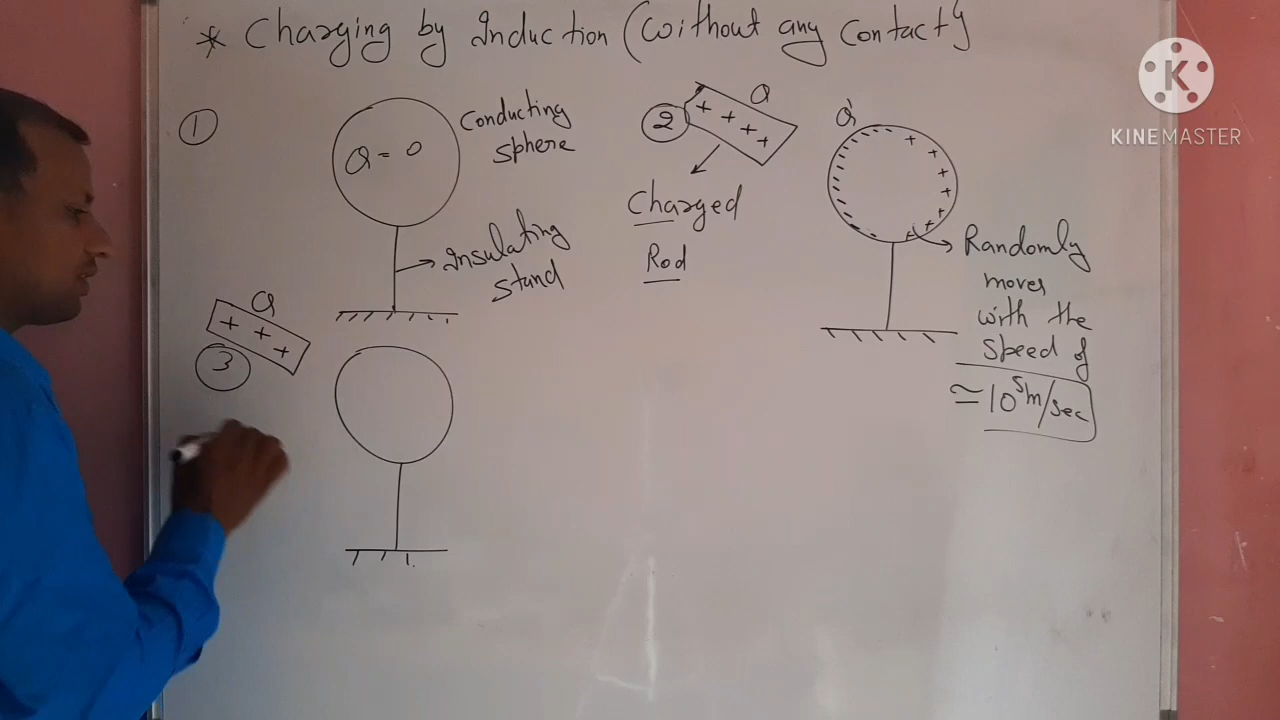 * Charging by Induction (Without any Contact)
1
Q = 0
Conducting
sphere
Insulating
stand
2
+ + + +
Q
Charged
Rod
Q'
Randomly
moves
with the
Speed of
≃ 10⁵m/sec
Q
+ + +
3
K
KINEMASTER